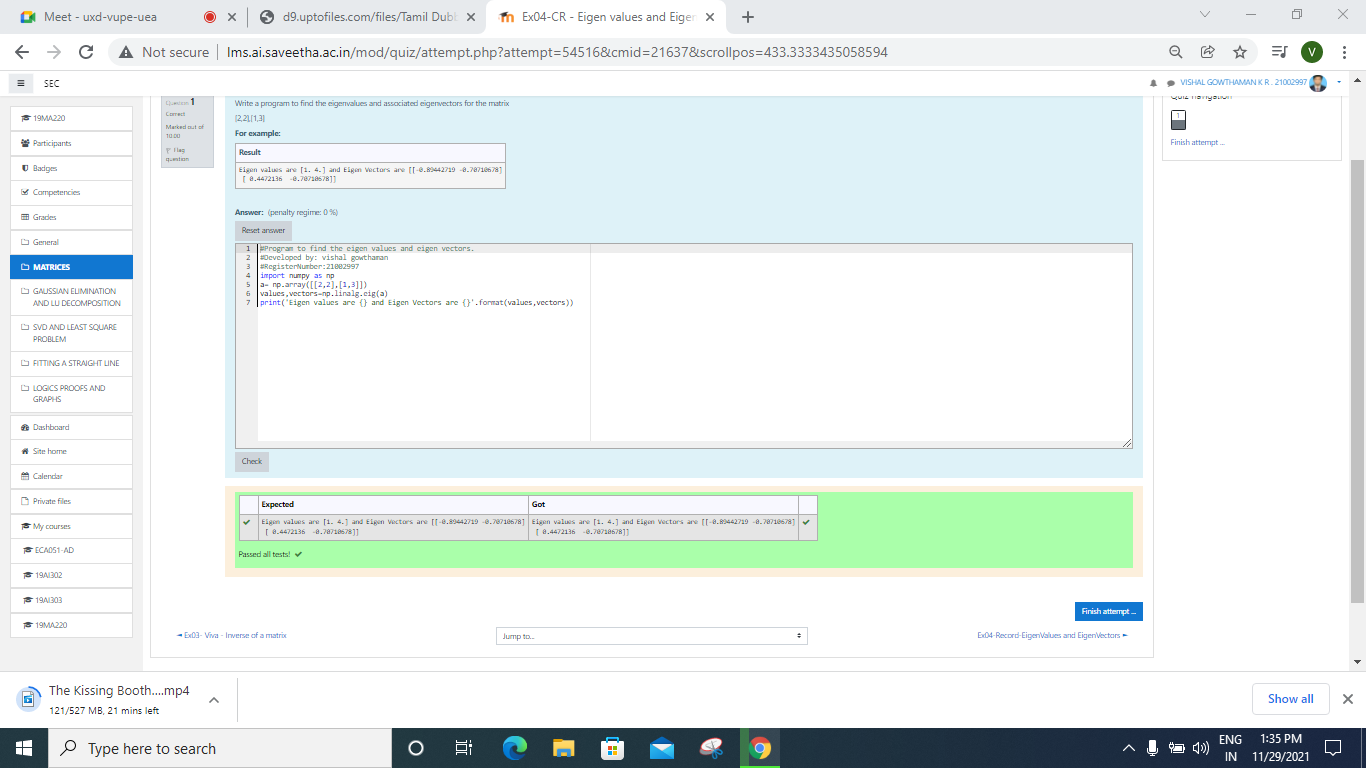 Meet - uxd-vupe-uea
d9.uptofiles.com/files/Tamil Dubb
Ex04-CR - Eigen values and Eigen
Not secure
lms.ai.saveetha.ac.in/mod/quiz/attempt.php?attempt=54516&cmid=21637&scrollpos=433.3333435058594
V
SEC
VISHAL GOWTHAMAN K R . 21002997
19MA220
Participants
Badges
Competencies
Grades
General
MATRICES
GAUSSIAN ELIMINATION
AND LU DECOMPOSITION
SVD AND LEAST SQUARE
PROBLEM
FITTING A STRAIGHT LINE
LOGICS PROOFS AND
GRAPHS
Dashboard
Site home
Calendar
Private files
My courses
ECA051-AD
19AI302
19AI303
19MA220
Question 1
Correct
Marked out of
10.00
Flag
question
Write a program to find the eigenvalues and associated eigenvectors for the matrix
[2,2],[1,3]
For example:
Result
Eigen values are [1. 4.] and Eigen Vectors are [[-0.89442719 -0.70710678]
[ 0.4472136 -0.70710678]]
Answer: (penalty regime: 0 %)
Reset answer
1 #Program to find the eigen values and eigen vectors.
2 #Developed by: vishal gowthaman
3 #RegisterNumber:21002997
4 import numpy as np
5 a= np.array([[2,2],[1,3]])
6 values,vectors=np.linalg.eig(a)
7 print('Eigen values are {} and Eigen Vectors are {}'.format(values,vectors))
Check
Expected Got
Eigen values are [1. 4.] and Eigen Vectors are [[-0.89442719 -0.70710678] Eigen values are [1. 4.] and Eigen Vectors are [[-0.89442719 -0.70710678]
[ 0.4472136 -0.70710678]] [ 0.4472136 -0.70710678]]
Passed all tests!
Finish attempt ...
Ex03- Viva - Inverse of a matrix
Jump to...
Ex04-Record-EigenValues and EigenVectors
Quiz navigation
1
Finish attempt ...
The Kissing Booth....mp4
121/527 MB, 21 mins left
Show all
Type here to search
ENG
IN
1:35 PM
11/29/2021